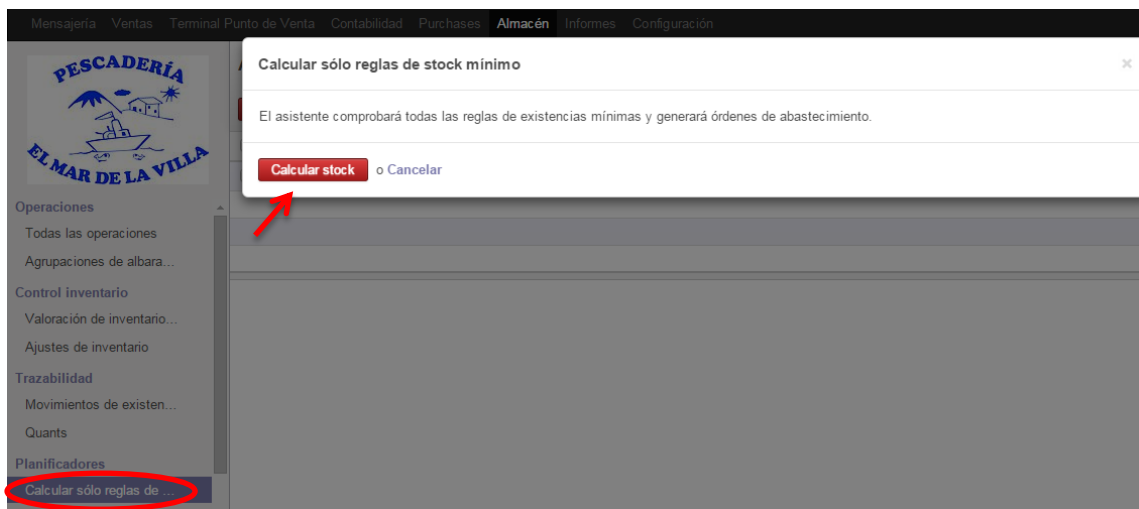 Mensajería Ventas Terminal Punto de Venta Contabilidad Purchases Almacén Informes Configuración
PESCADERÍA
EL MAR DE LA VILLA
Calcular sólo reglas de stock mínimo ×
El asistente comprobará todas las reglas de existencias mínimas y generará órdenes de abastecimiento.
Calcular stock o Cancelar
Operaciones
Todas las operaciones
Agrupaciones de albara...
Control inventario
Valoración de inventario...
Ajustes de inventario
Trazabilidad
Movimientos de existen...
Quants
Planificadores
Calcular sólo reglas de ...